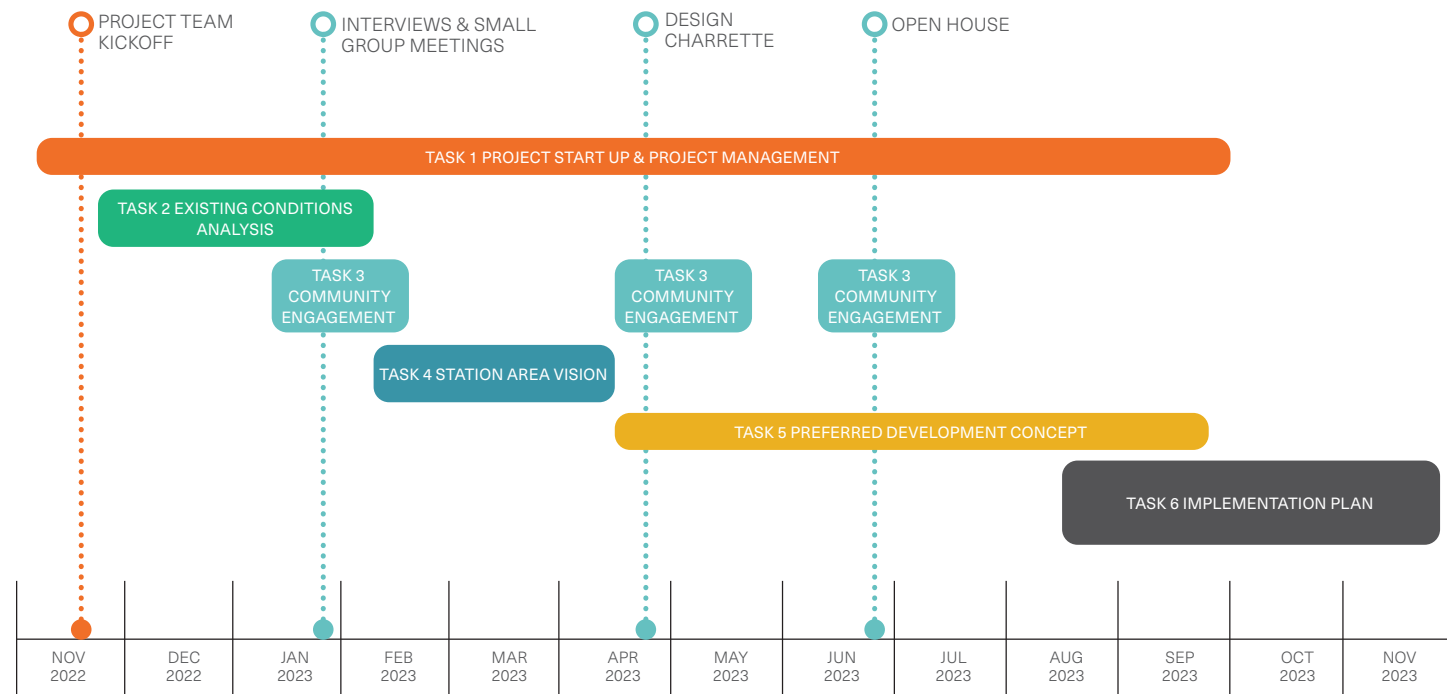 PROJECT TEAM
KICKOFF
INTERVIEWS & SMALL
GROUP MEETINGS
DESIGN
CHARRETTE
OPEN HOUSE
TASK 1 PROJECT START UP & PROJECT MANAGEMENT
TASK 2 EXISTING CONDITIONS
ANALYSIS
TASK 3
COMMUNITY
ENGAGEMENT
TASK 3
COMMUNITY
ENGAGEMENT
TASK 3
COMMUNITY
ENGAGEMENT
TASK 4 STATION AREA VISION
TASK 5 PREFERRED DEVELOPMENT CONCEPT
TASK 6 IMPLEMENTATION PLAN
NOV
2022
DEC
2022
JAN
2023
FEB
2023
MAR
2023
APR
2023
MAY
2023
JUN
2023
JUL
2023
AUG
2023
SEP
2023
OCT
2023
NOV
2023